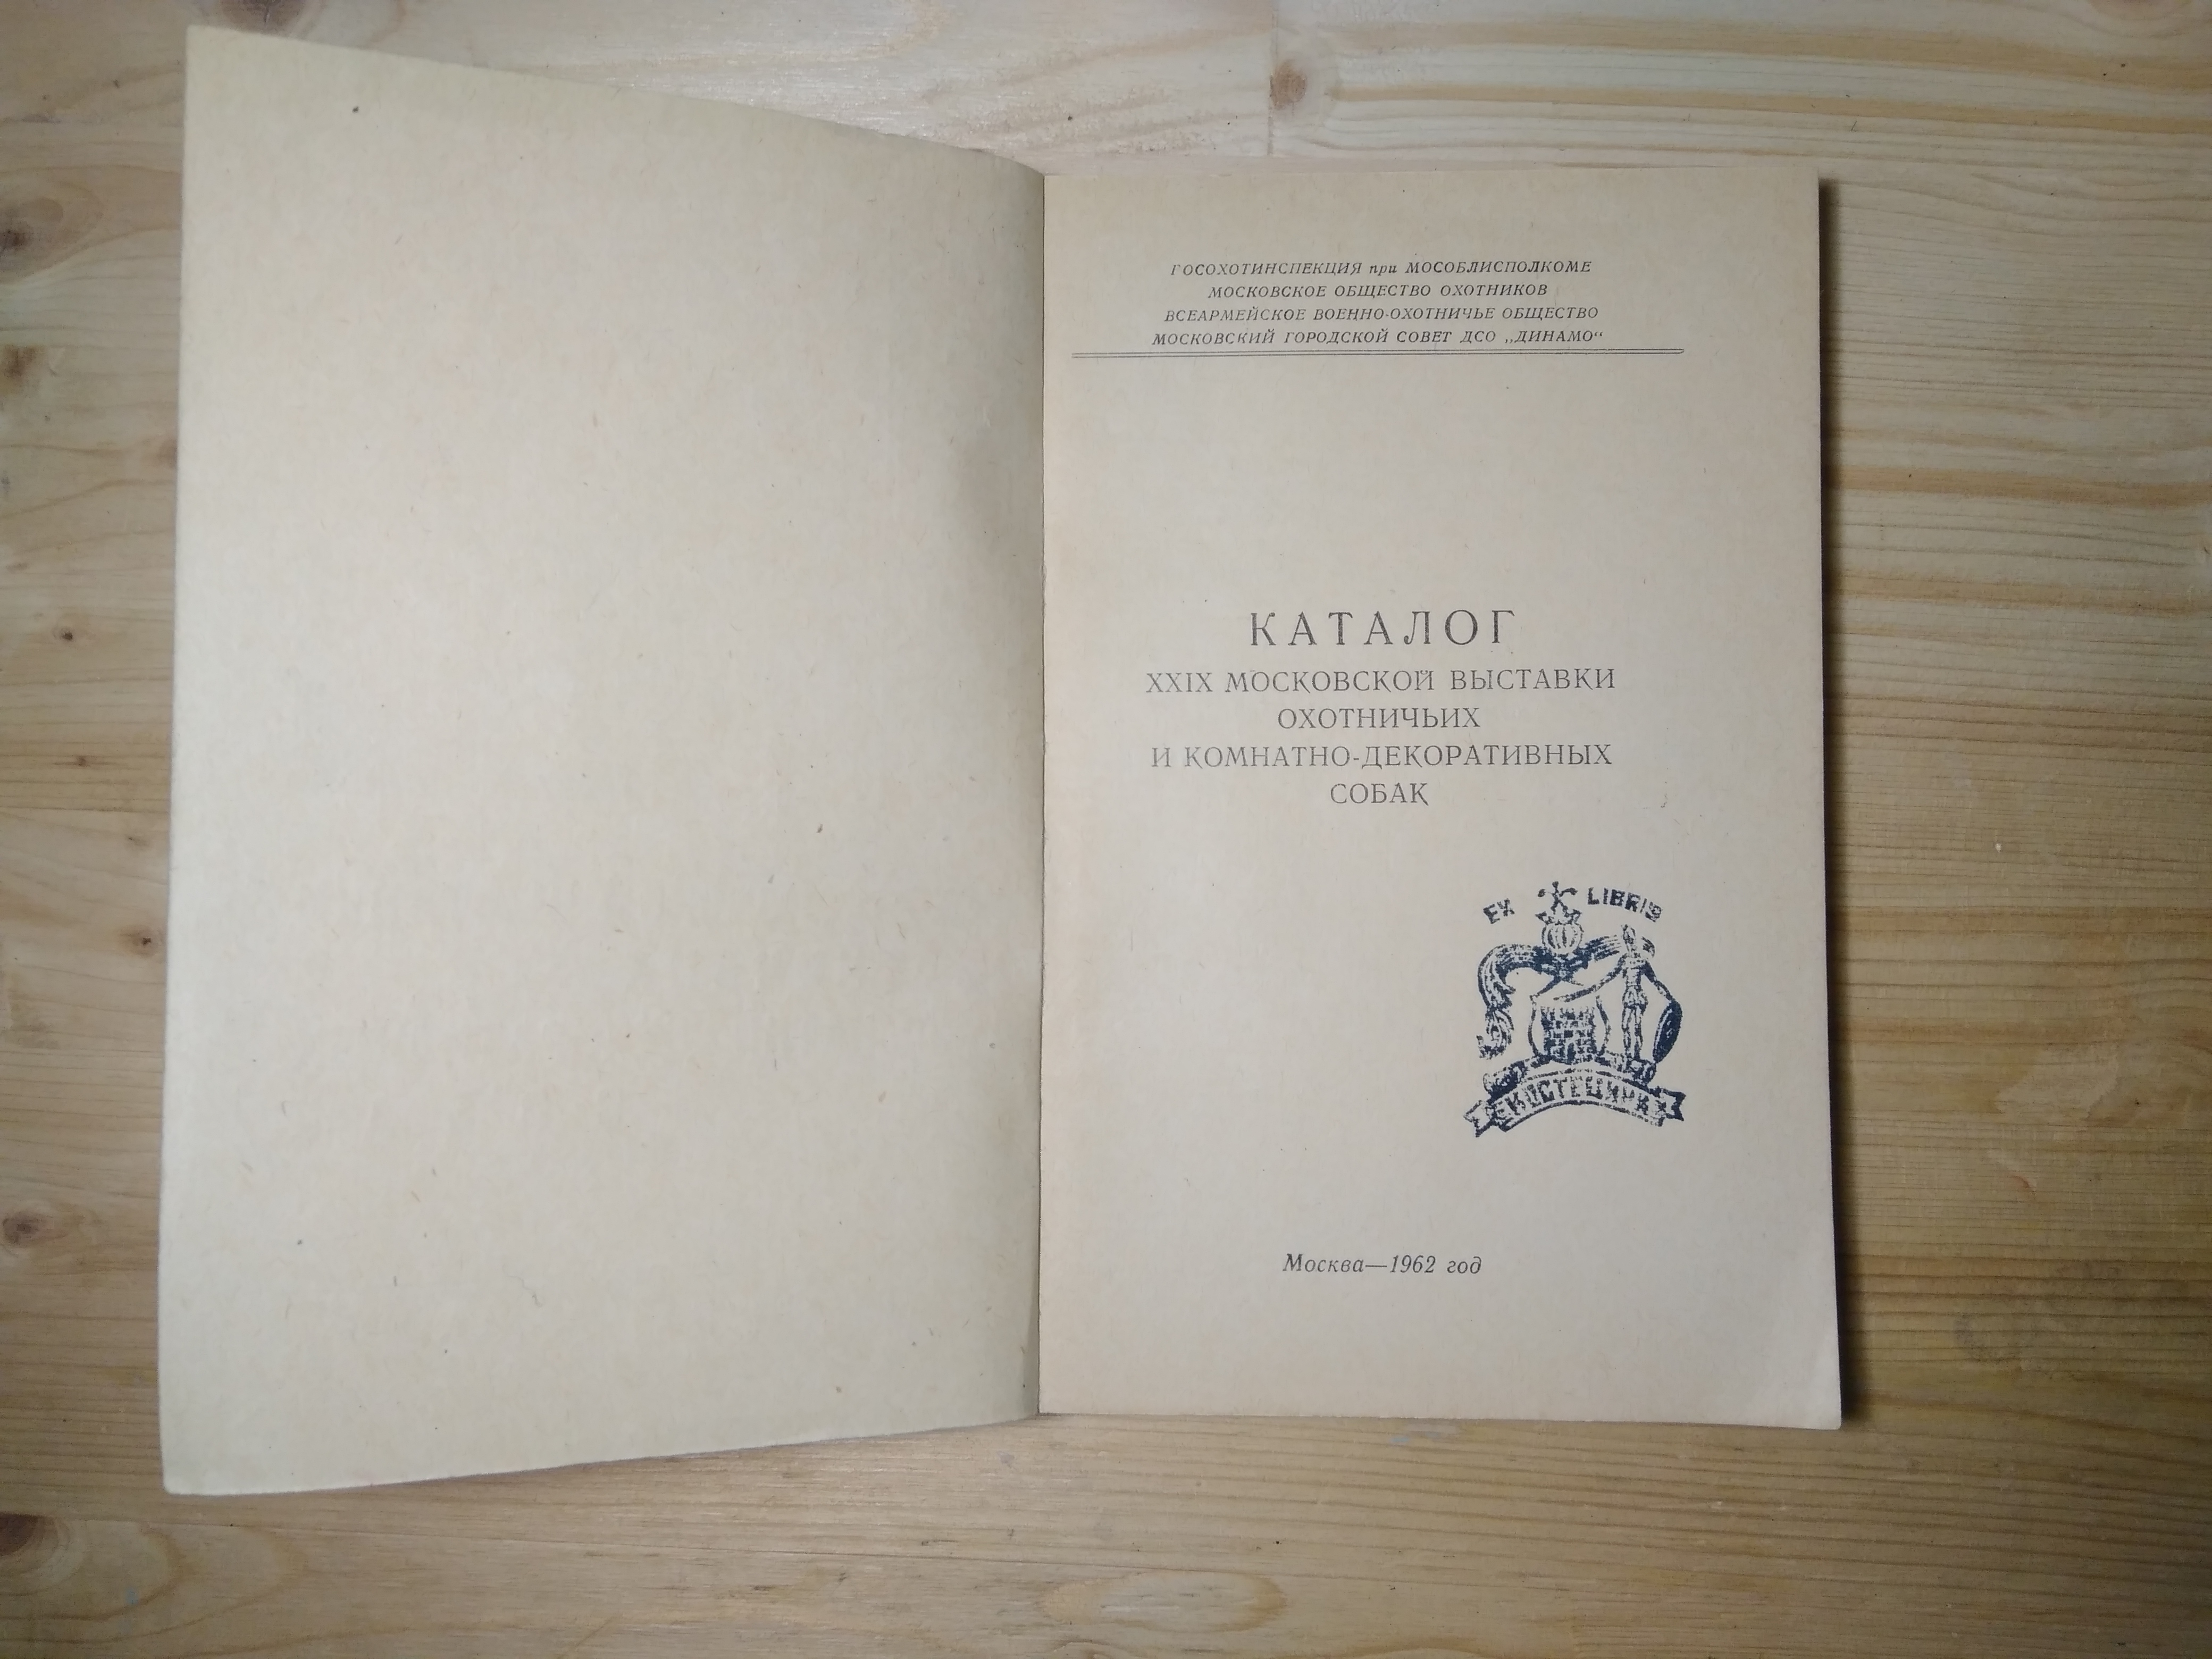 ГОСОХОТИНСПЕКЦИЯ при МОСОБЛИСПОЛКОМЕ
МОСКОВСКОЕ ОБЩЕСТВО ОХОТНИКОВ
ВСЕАРМЕЙСКОЕ ВОЕННО-ОХОТНИЧЬЕ ОБЩЕСТВО
МОСКОВСКИЙ ГОРОДСКОЙ СОВЕТ ДСО „ДИНАМО“
КАТАЛОГ
XXIX МОСКОВСКОЙ ВЫСТАВКИ
ОХОТНИЧЬИХ
И КОМНАТНО-ДЕКОРАТИВНЫХ
СОБАК
EX LIBRIS
Москва—1962 год